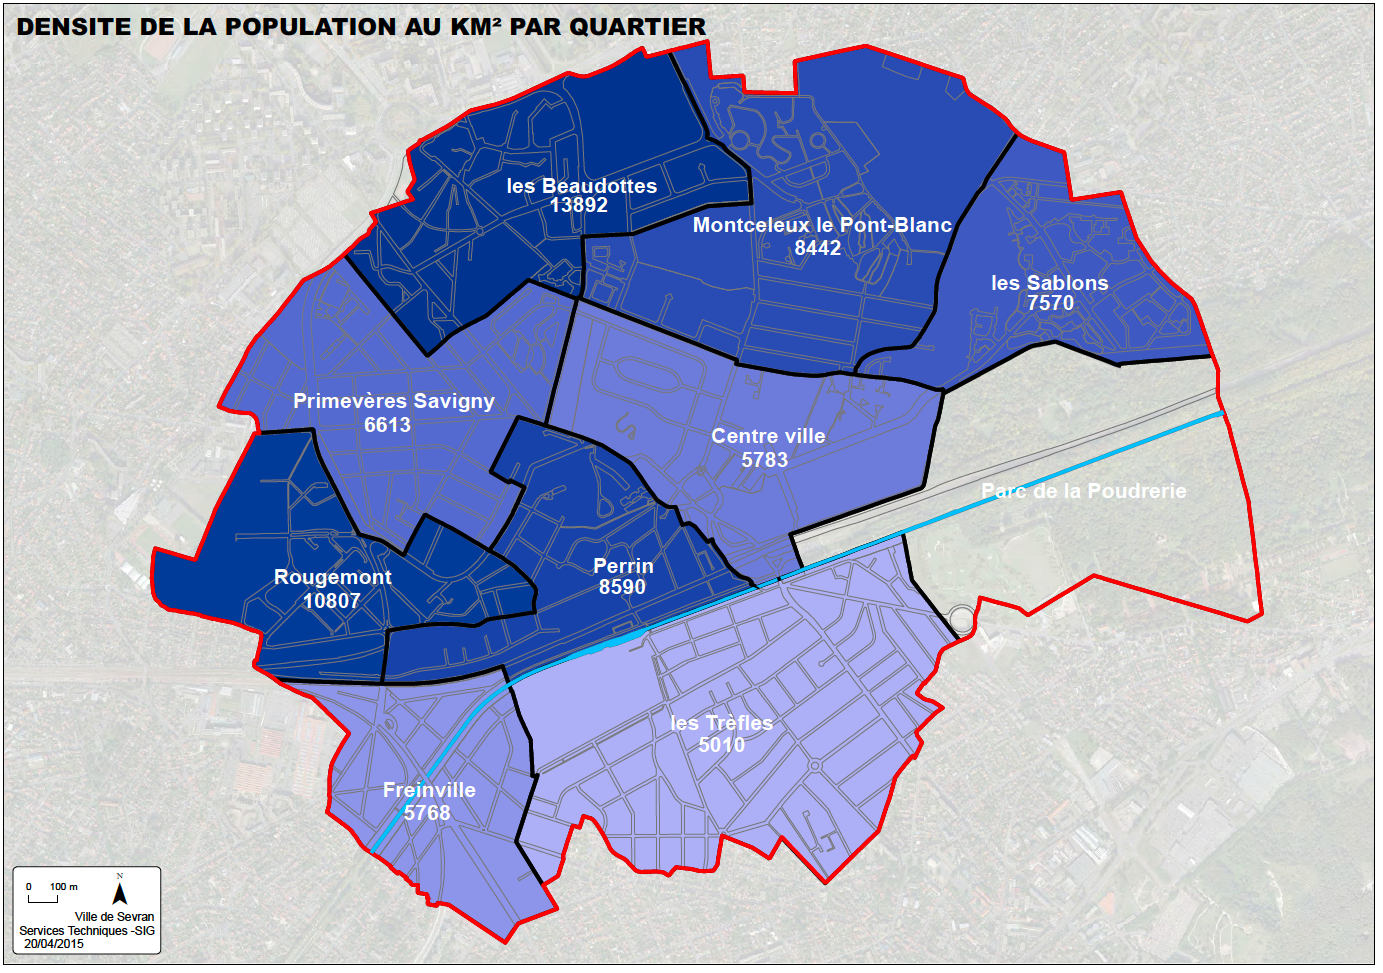 DENSITE DE LA POPULATION AU KM² PAR QUARTIER
les Beaudottes
13892
Montceleux le Pont-Blanc
8442
les Sablons
7570
Primevères Savigny
6613
Centre ville
5783
Parc de la Poudrerie
Rougemont
10807
Perrin
8590
les Trèfles
5010
Freinville
5768
N
0 100 m
Ville de Sevran
Services Techniques -SIG
20/04/2015